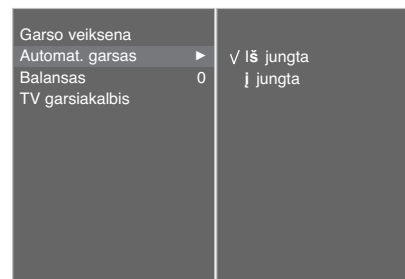 Garso veiksena
Automat. garsas ►
Balansas 0
TV garsiakalbis
√ Iš jungta
į jungta